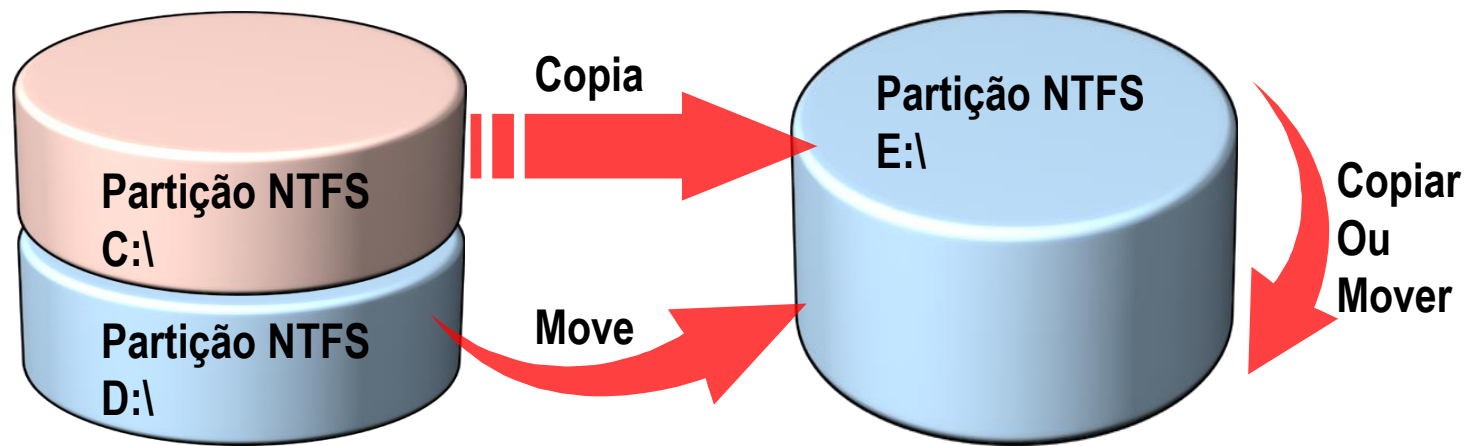 Copia
Partição NTFS
E:\
Partição NTFS
C:\
Copiar
Ou
Mover
Move
Partição NTFS
D:\